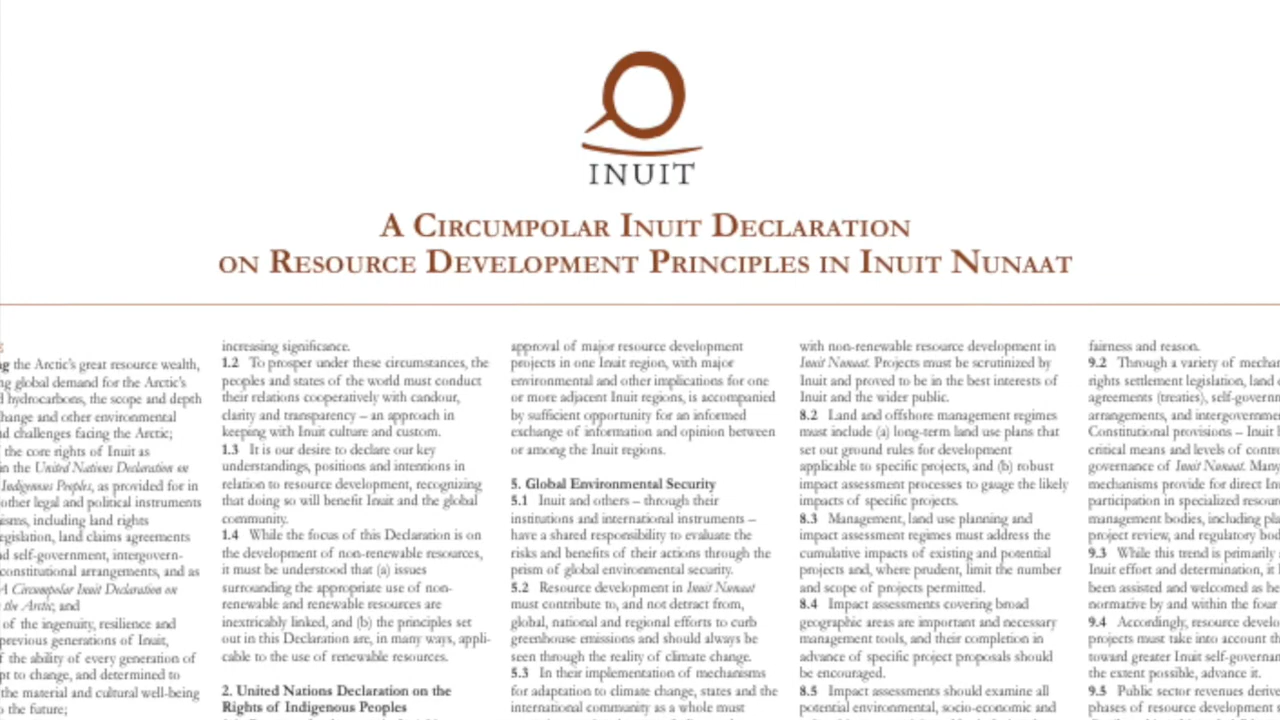 INUIT
A Circumpolar Inuit Declaration
on Resource Development Principles in Inuit Nunaat
the Arctic's great resource wealth,
global demand for the Arctic's
hydrocarbons, the scope and depth
and other environmental
challenges facing the Arctic;
the core rights of Inuit as
in the United Nations Declaration on
Indigenous Peoples, as provided for in
other legal and political instruments
including land rights
legislation, land claims agreements
self-government, intergovern-
constitutional arrangements, and as
A Circumpolar Inuit Declaration on
the Arctic, and
of the ingenuity, resilience and
previous generations of Inuit,
of the ability of every generation of
to change, and determined to
the material and cultural well-being
the future;
increasing significance.
1.2 To prosper under these circumstances, the
peoples and states of the world must conduct
their relations cooperatively with candour,
clarity and transparency – an approach in
keeping with Inuit culture and custom.
1.3 It is our desire to declare our key
understandings, positions and intentions in
relation to resource development, recognizing
that doing so will benefit Inuit and the global
community.
1.4 While the focus of this Declaration is on
the development of non-renewable resources,
it must be understood that (a) issues
surrounding the appropriate use of non-
renewable and renewable resources are
inextricably linked, and (b) the principles set
out in this Declaration are, in many ways, appli-
cable to the use of renewable resources.
2. United Nations Declaration on the
Rights of Indigenous Peoples
approval of major resource development
projects in one Inuit region, with major
environmental and other implications for one
or more adjacent Inuit regions, is accompanied
by sufficient opportunity for an informed
exchange of information and opinion between
or among the Inuit regions.
5. Global Environmental Security
5.1 Inuit and others – through their
institutions and international instruments –
have a shared responsibility to evaluate the
risks and benefits of their actions through the
prism of global environmental security.
5.2 Resource development in Inuit Nunaat
must contribute to, and not detract from,
global, national and regional efforts to curb
greenhouse emissions and should always be
seen through the reality of climate change.
5.3 In their implementation of mechanisms
for adaptation to climate change, states and the
international community as a whole must
with non-renewable resource development in
Inuit Nunaat. Projects must be scrutinized by
Inuit and proved to be in the best interests of
Inuit and the wider public.
8.2 Land and offshore management regimes
must include (a) long-term land use plans that
set out ground rules for development
applicable to specific projects, and (b) robust
impact assessment processes to gauge the likely
impacts of specific projects.
8.3 Management, land use planning and
impact assessment regimes must address the
cumulative impacts of existing and potential
projects and, where prudent, limit the number
and scope of projects permitted.
8.4 Impact assessments covering broad
geographic areas are important and necessary
management tools, and their completion in
advance of specific project proposals should
be encouraged.
8.5 Impact assessments should examine all
potential environmental, socio-economic and
fairness and reason.
9.2 Through a variety of
rights settlement legislation, land
agreements (treaties),
arrangements, and
Constitutional provisions – Inuit
critical means and levels of
governance of Inuit Nunaat. Many
mechanisms provide for direct
participation in specialized
management bodies, including
project review, and regulatory
9.3 While this trend is primarily
Inuit effort and determination, it
been assisted and welcomed as
normative by and within the four
9.4 Accordingly, resource
projects must take into account
toward greater Inuit
the extent possible, advance it.
9.5 Public sector revenues
phases of resource development